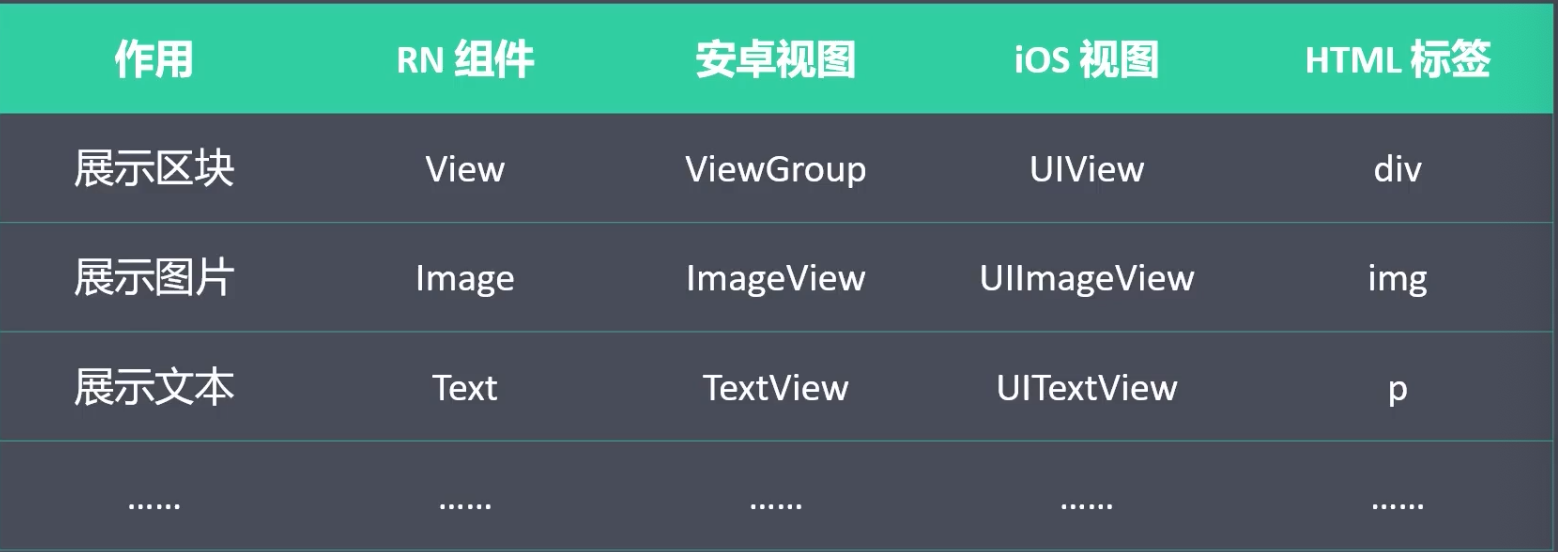 作用 RN 组件 安卓视图 iOS 视图 HTML 标签
展示区块 View ViewGroup UIView div
展示图片 Image ImageView UIImageView img
展示文本 Text TextView UITextView p
...... ...... ...... ...... ......